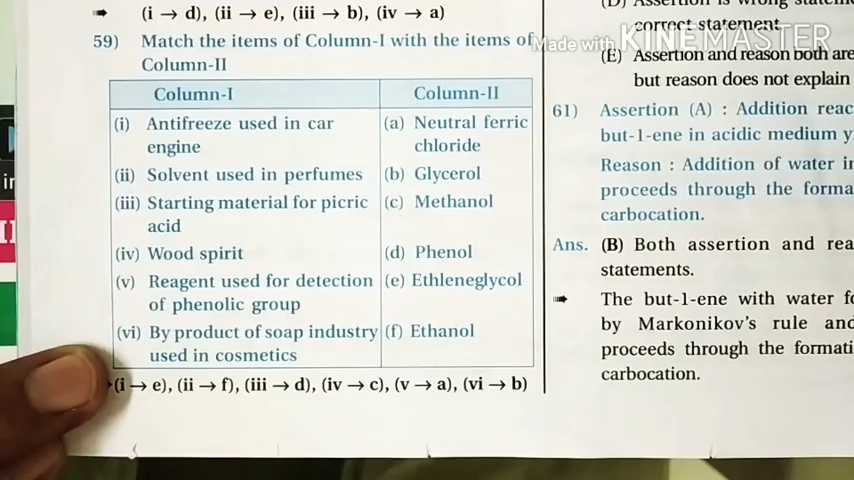 (i → d), (ii → e), (iii → b), (iv → a)
59) Match the items of Column-I with the items of
Column-II
Column-I Column-II
(i) Antifreeze used in car (a) Neutral ferric
engine chloride
(ii) Solvent used in perfumes (b) Glycerol
(iii) Starting material for picric (c) Methanol
acid
(iv) Wood spirit (d) Phenol
(v) Reagent used for detection (e) Ethleneglycol
of phenolic group
(vi) By product of soap industry (f) Ethanol
used in cosmetics
(i → e), (ii → f), (iii → d), (iv → c), (v → a), (vi → b)
(D) Assertion is wrong
correct statement
Made with KINEMASTER
(E) Assertion and reason both are
but reason does not explain
61) Assertion (A) : Addition reac
but-1-ene in acidic medium y
Reason : Addition of water in
proceeds through the forma
carbocation.
Ans. (B) Both assertion and rea
statements.
The but-1-ene with water fo
by Markonikov's rule and
proceeds through the formati
carbocation.